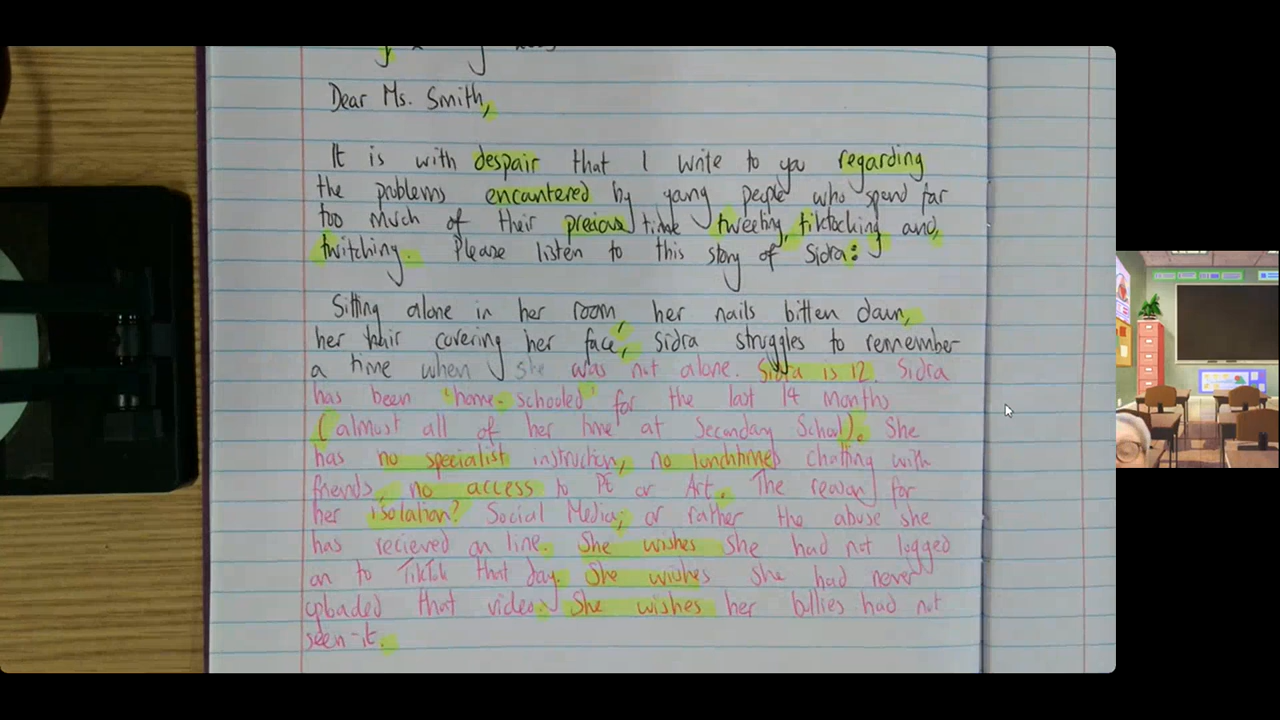 Dear Ms. Smith,
It is with despair that I write to you regarding
the problems encantered by young people who spend far
too much of their precious time tweeting, tiktocking and,
twitching. Please listen to this story of Sidra:
Sitting alone in her room, her nails bitten down,
her hair covering her face, Sidra struggles to remember
a time when she was not alone. Sidra is 12. Sidra
has been 'home-schooled' for the last 14 months
(almost all of her time at Secondary School). She
has no specialist instruction, no lunchtimes chatting with
friends, no access to PE or Art. The reason for
her isolation? Social Media; or rather the abuse she
has recieved on line. She wishes she had not logged
on to TikTok that day. She wishes she had never
uploaded that video. She wishes her bullies had not
seen it.